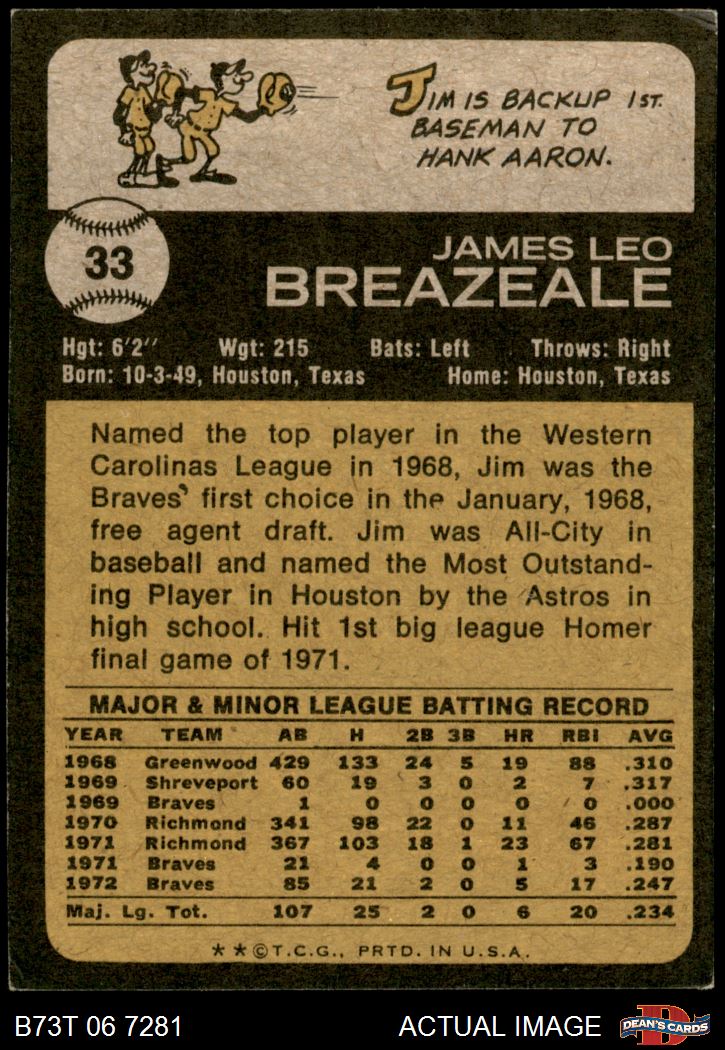 JIM IS BACKUP 1ST.
BASEMAN TO
HANK AARON.
33
JAMES LEO
BREAZEALE
Hgt: 6'2" Wgt: 215 Bats: Left Throws: Right
Born: 10-3-49, Houston, Texas Home: Houston, Texas
Named the top player in the Western
Carolinas League in 1968, Jim was the
Braves' first choice in the January, 1968,
free agent draft. Jim was All-City in
baseball and named the Most Outstand-
ing Player in Houston by the Astros in
high school. Hit 1st big league Homer
final game of 1971.
MAJOR & MINOR LEAGUE BATTING RECORD
YEAR TEAM AB H 2B 3B HR RBI AVG
1968 Greenwood 429 133 24 5 19 88 .310
1969 Shreveport 60 19 3 0 2 7 .317
1969 Braves 1 0 0 0 0 0 .000
1970 Richmond 341 98 22 0 11 46 .287
1971 Richmond 367 103 18 1 23 67 .281
1971 Braves 21 4 0 0 1 3 .190
1972 Braves 85 21 2 0 5 17 .247
Maj. Lg. Tot. 107 25 2 0 6 20 .234
* * © T.C.G., PRTD. IN U.S.A.
B73T 06 7281 ACTUAL IMAGE D DEAN'S CARDS